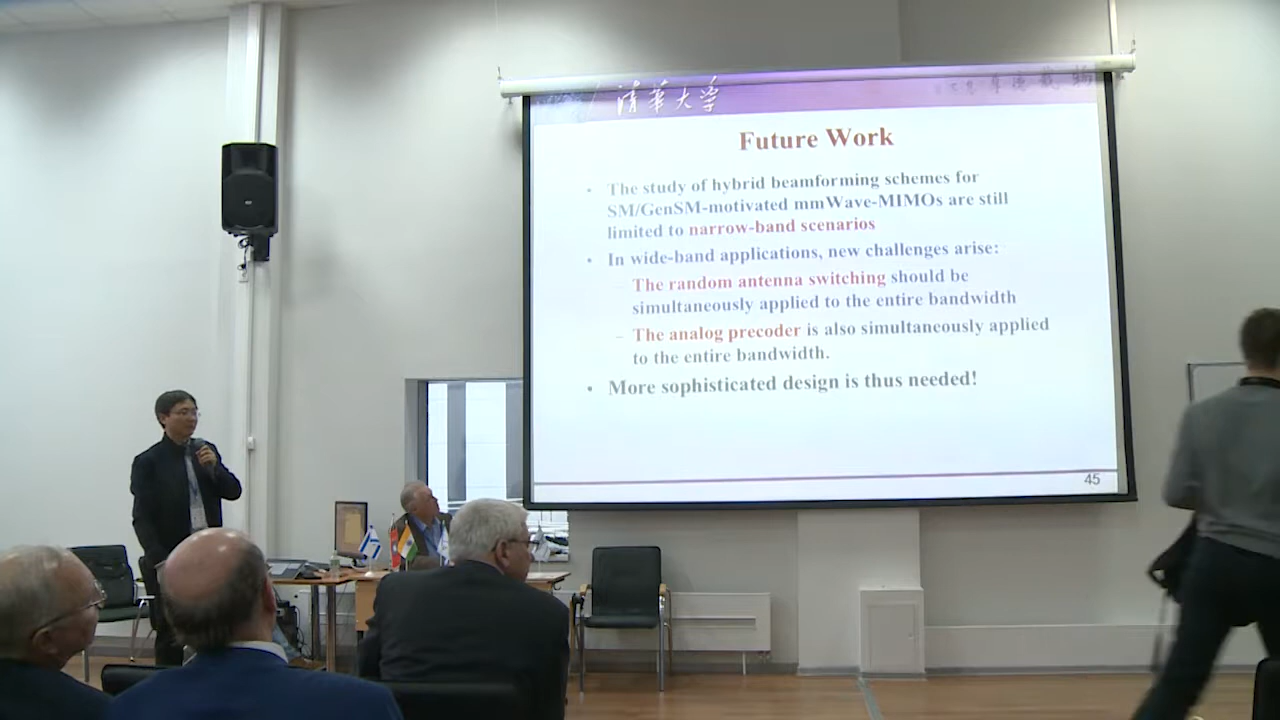 清华大学
Future Work
• The study of hybrid beamforming schemes for
SM/GenSM-motivated mmWave-MIMOs are still
limited to narrow-band scenarios
• In wide-band applications, new challenges arise:
– The random antenna switching should be
simultaneously applied to the entire bandwidth
– The analog precoder is also simultaneously applied
to the entire bandwidth.
• More sophisticated design is thus needed!
45